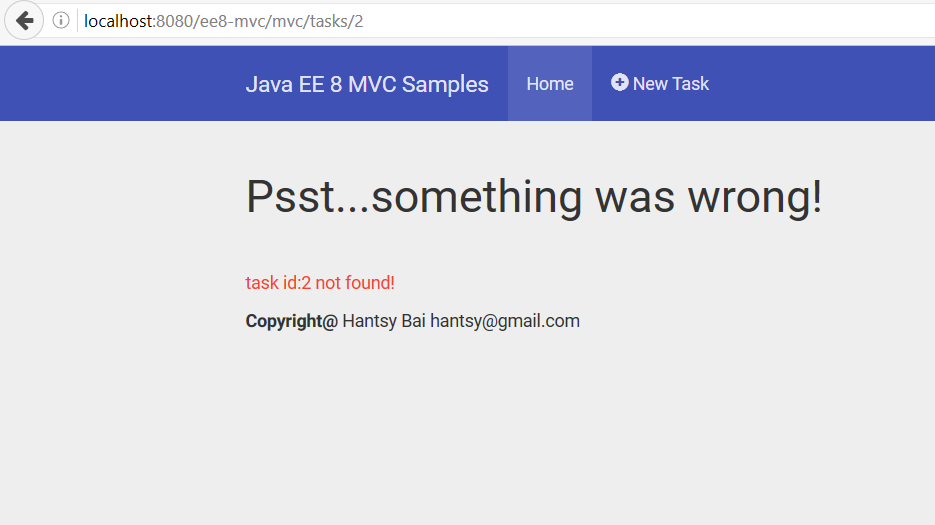 localhost:8080/ee8-mvc/mvc/tasks/2
Java EE 8 MVC Samples Home New Task
Psst...something was wrong!
task id:2 not found!
Copyright@ Hantsy Bai hantsy@gmail.com